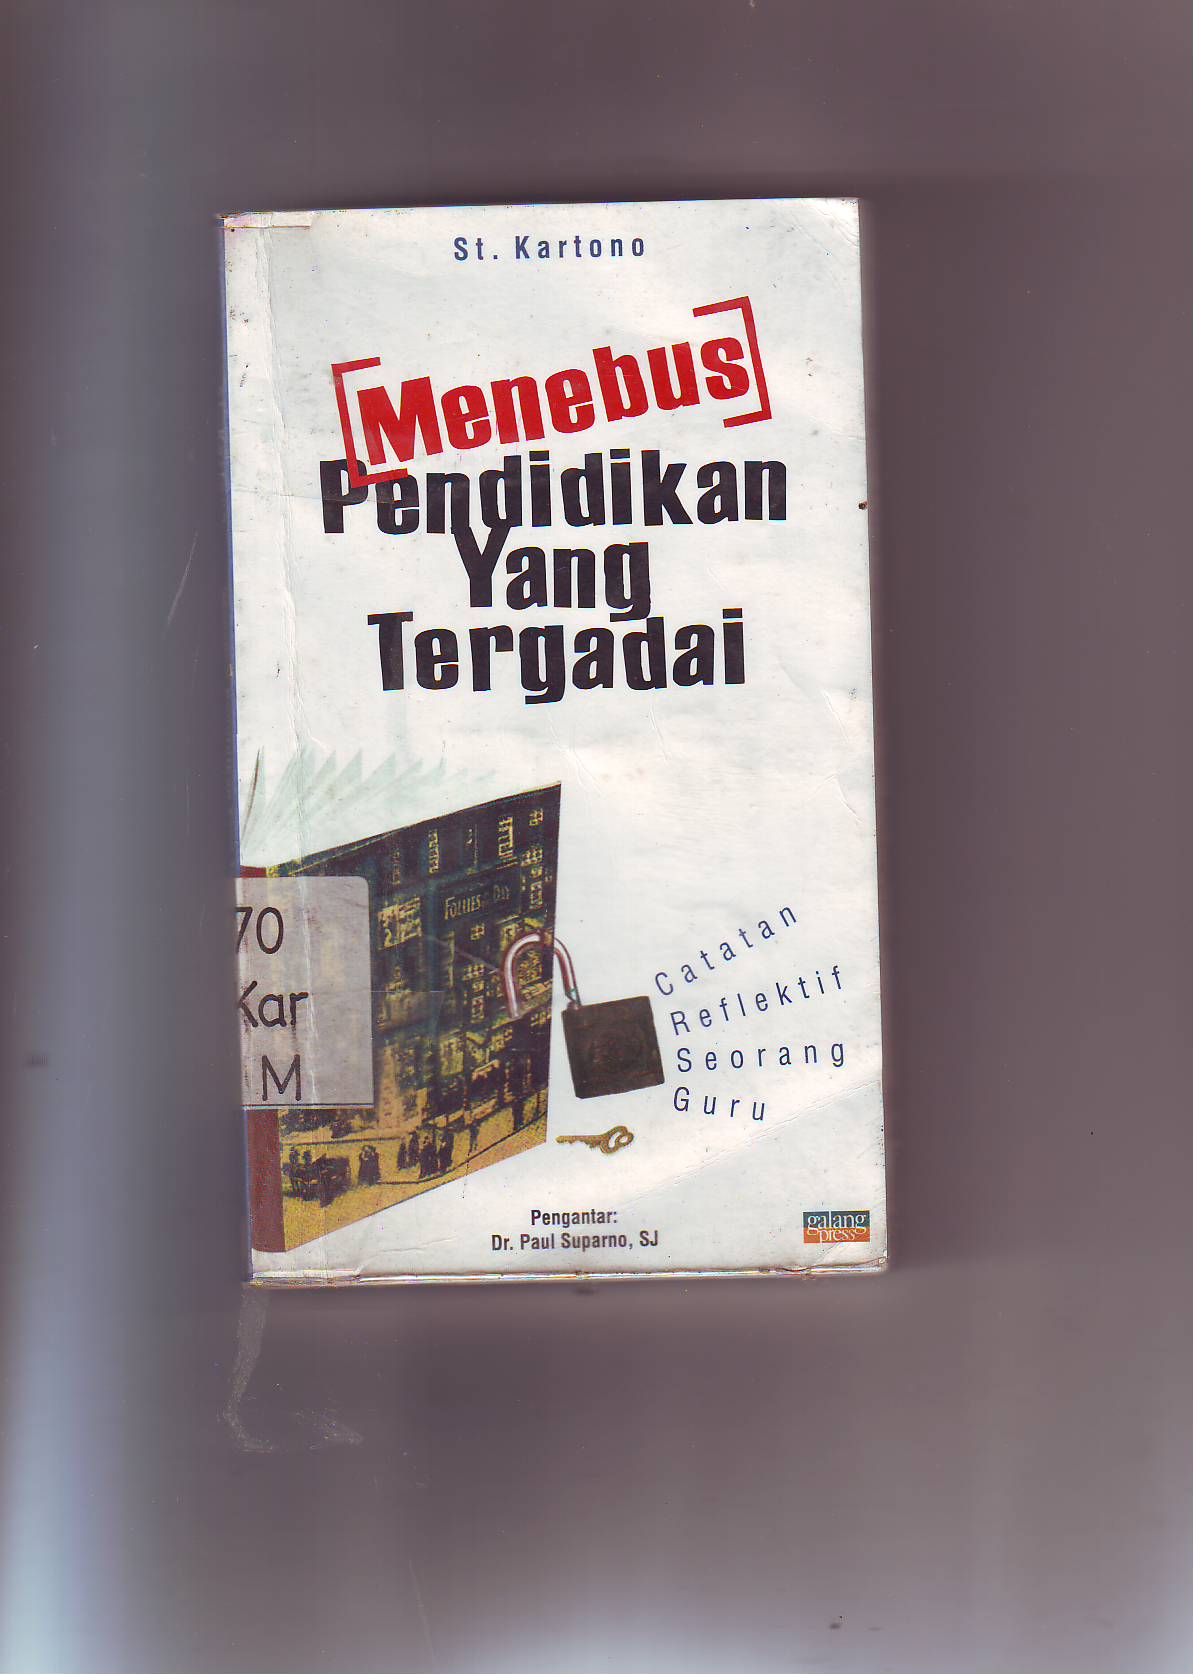 St. Kartono
[Menebus]
Pendidikan
Yang
Tergadai
FOLLIES
70
Kar
M
Catatan
Reflektif
Seorang
Guru
Pengantar:
Dr. Paul Suparno, SJ
galang
press